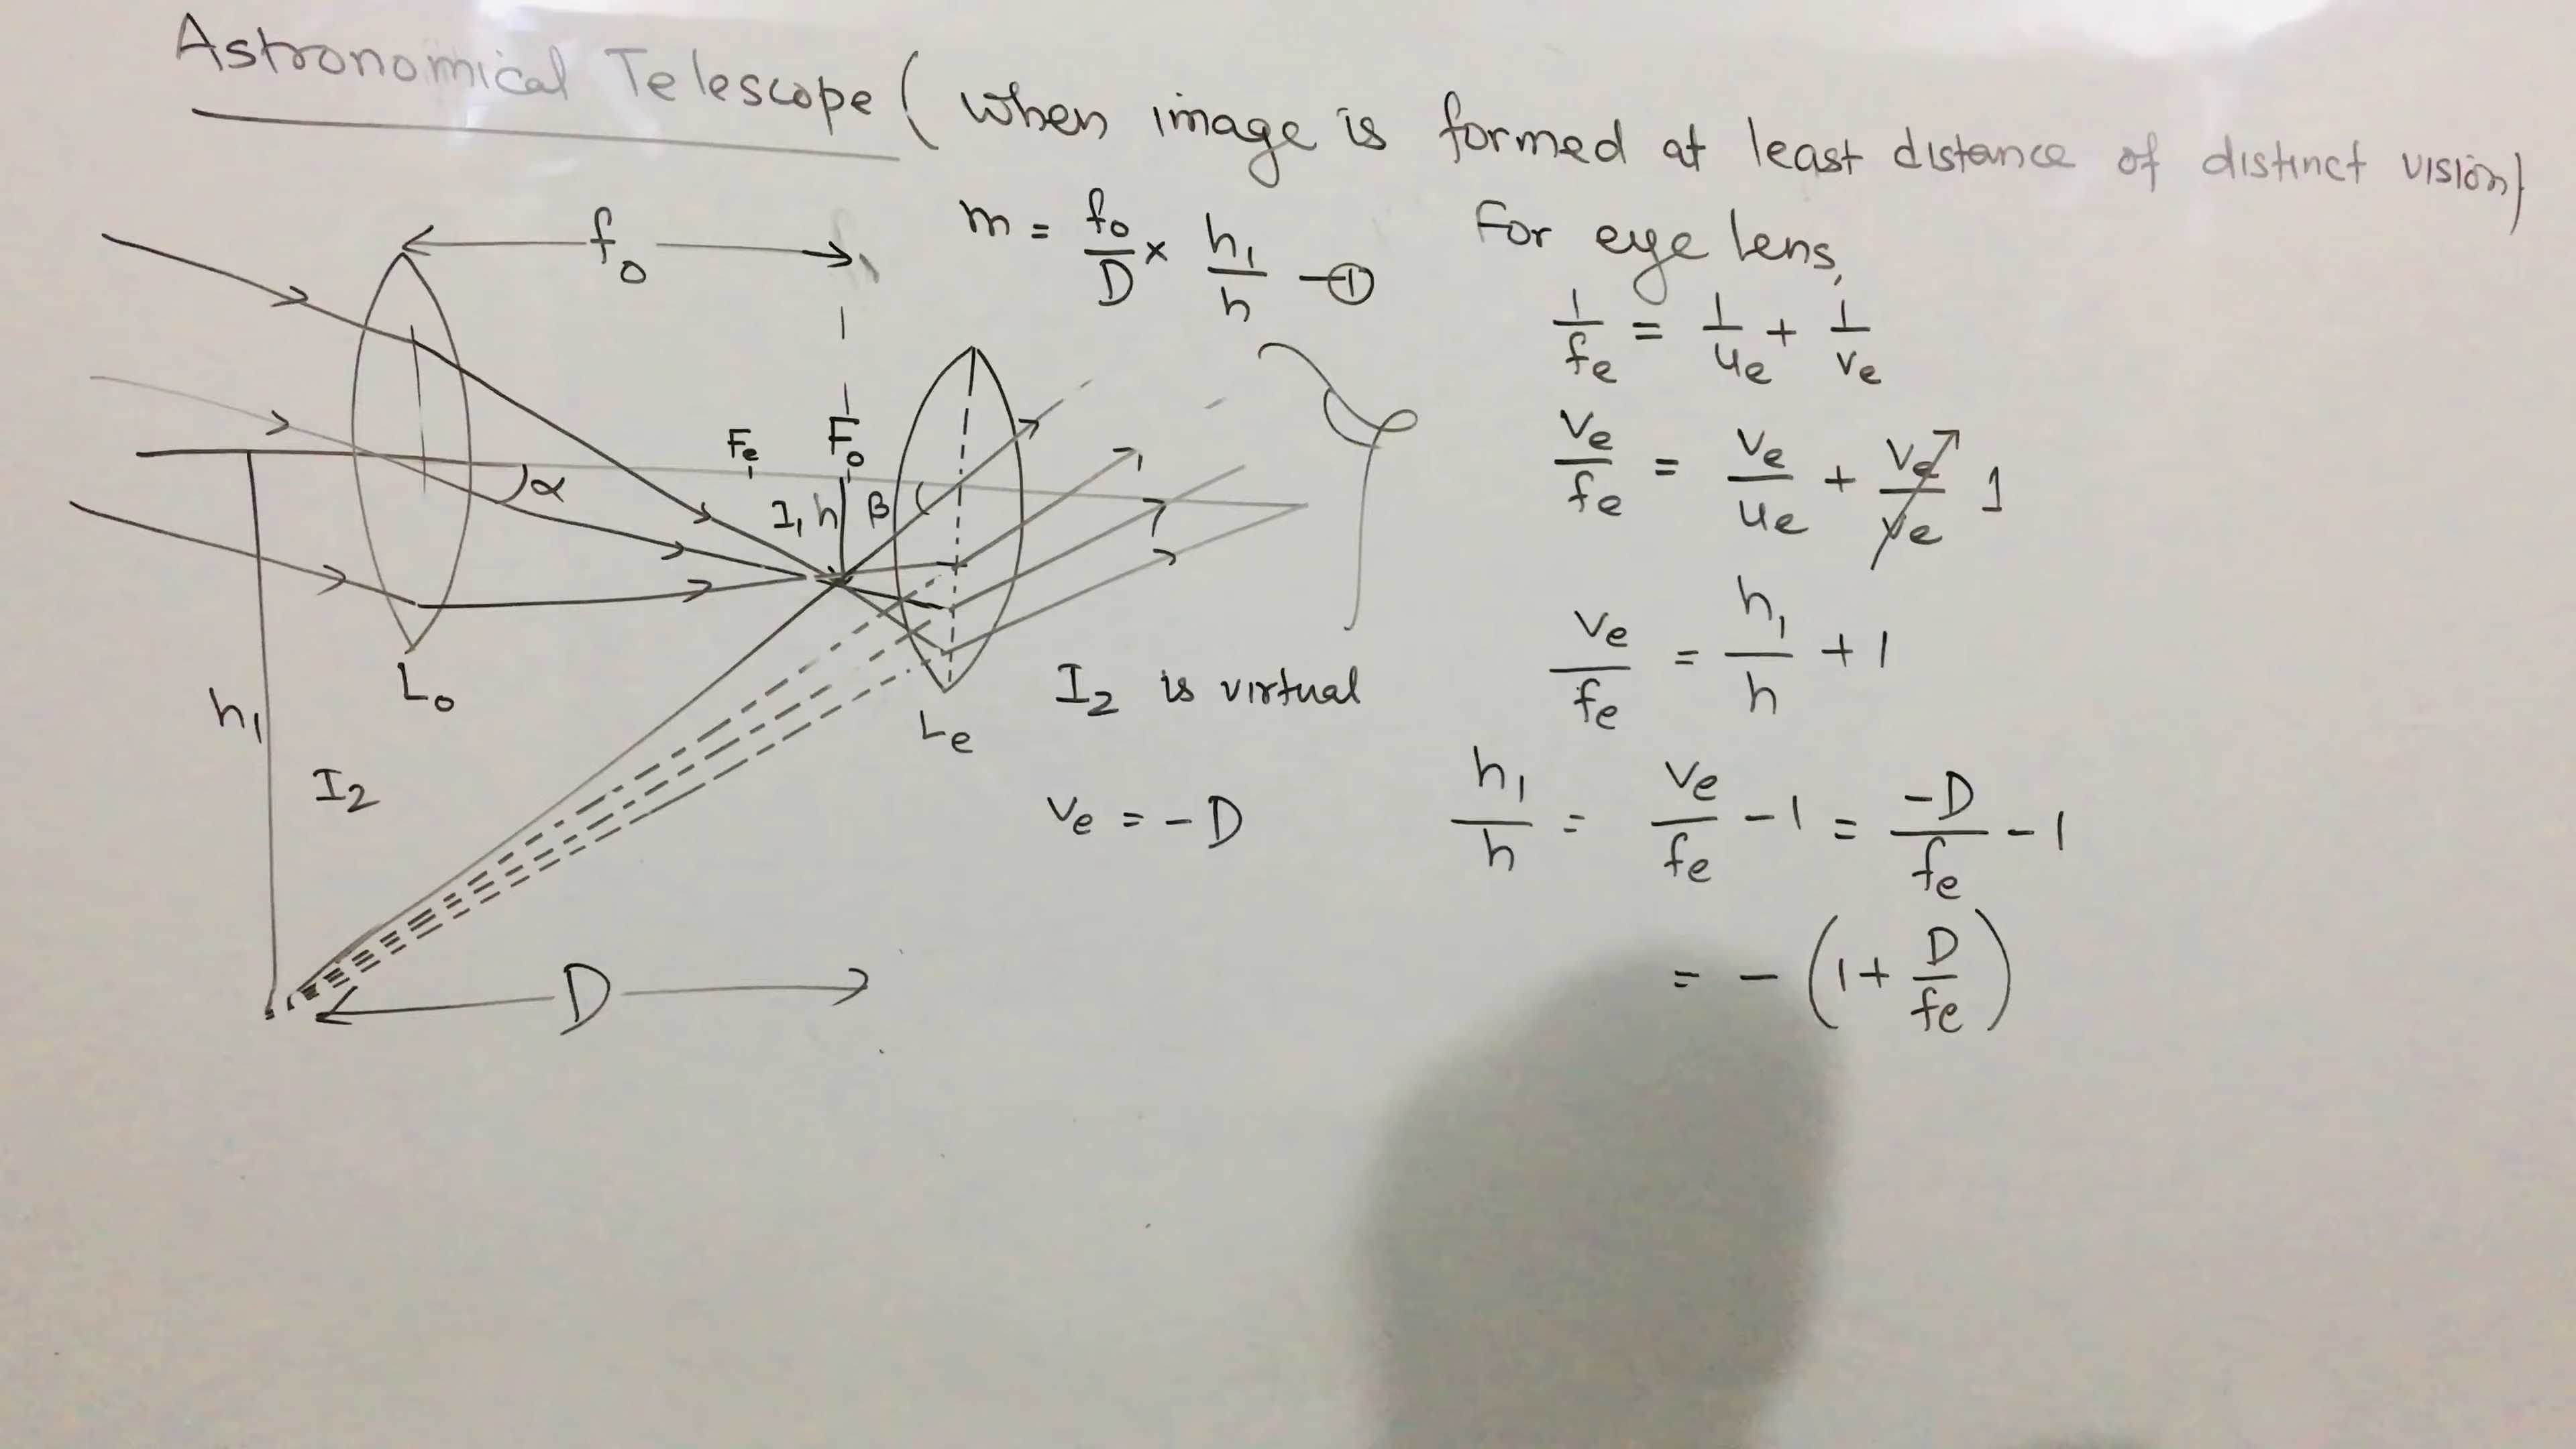 Astronomical Telescope (when image is formed at least distance of distinct vision)
f₀
m = f₀/D × h₁/h —①
For eye lens,
1/fe = 1/ue + 1/ve
Fe
F₀
ve/fe = ve/ue + ve/ve 1
α
I₁ h
β
ve/fe = h₁/h + 1
L₀
Le
h₁
I₂
I₂ is virtual
ve = -D
h₁/h = ve/fe - 1 = -D/fe - 1
= - (1 + D/fe)
D